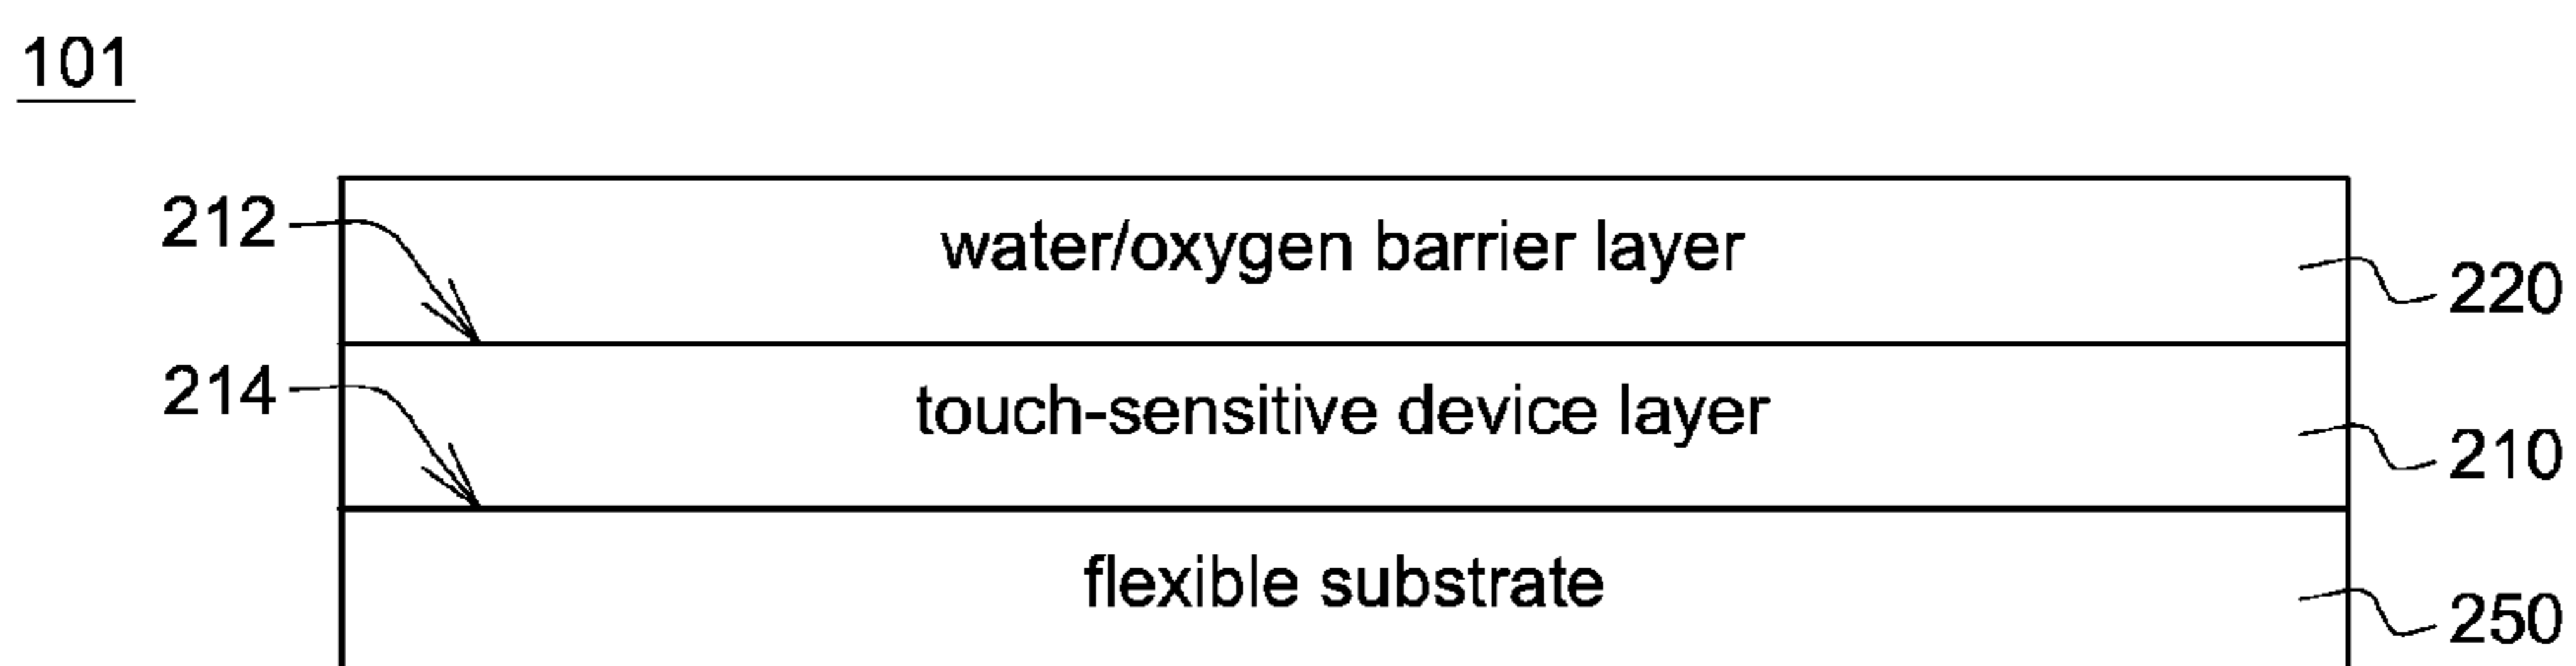 101
212
water/oxygen barrier layer
220
214
touch-sensitive device layer
210
flexible substrate
250